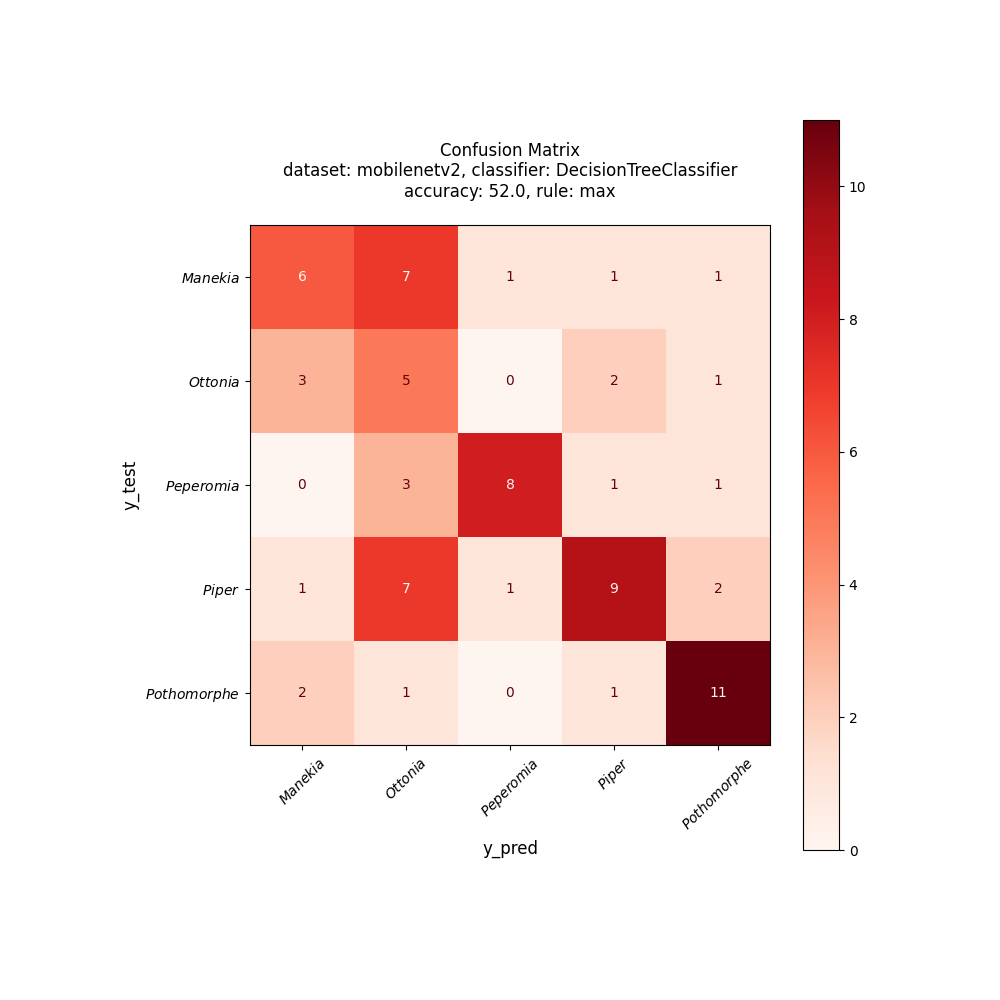 Confusion Matrix
dataset: mobilenetv2, classifier: DecisionTreeClassifier
accuracy: 52.0, rule: max
y_test
Manekia 6 7 1 1 1
Ottonia 3 5 0 2 1
Peperomia 0 3 8 1 1
Piper 1 7 1 9 2
Pothomorphe 2 1 0 1 11
Manekia Ottonia Peperomia Piper Pothomorphe
y_pred
10
8
6
4
2
0